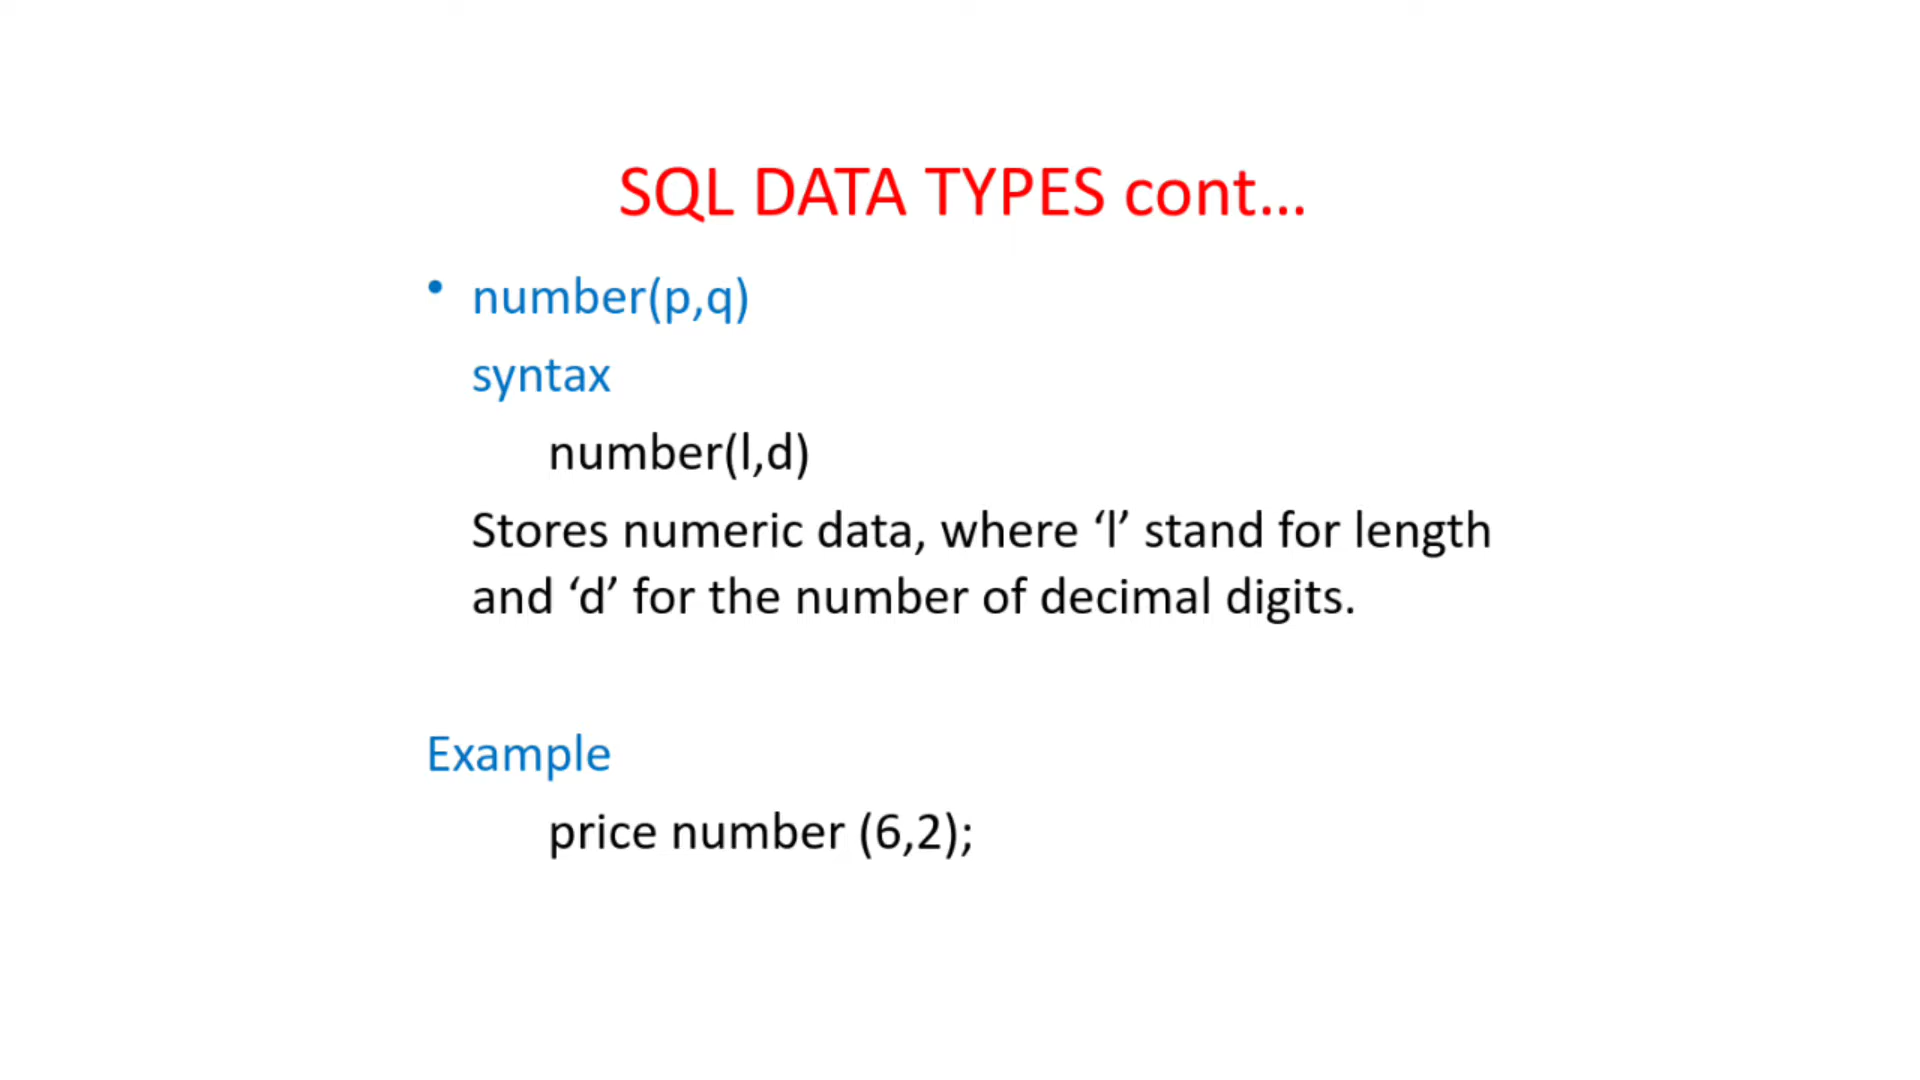 SQL DATA TYPES cont...
• number(p,q)
syntax
number(l,d)
Stores numeric data, where ‘l’ stand for length
and ‘d’ for the number of decimal digits.
Example
price number (6,2);